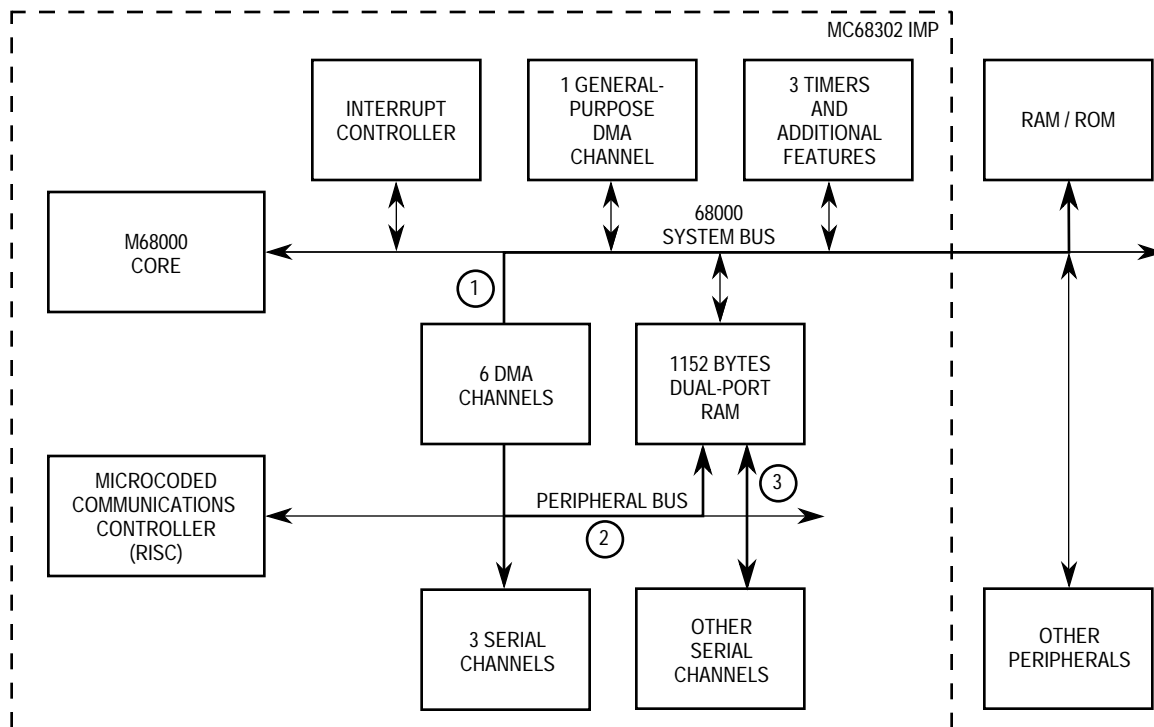 MC68302 IMP
INTERRUPT
CONTROLLER
1 GENERAL-
PURPOSE
DMA
CHANNEL
3 TIMERS
AND
ADDITIONAL
FEATURES
RAM / ROM
M68000
CORE
68000
SYSTEM BUS
1
6 DMA
CHANNELS
1152 BYTES
DUAL-PORT
RAM
MICROCODED
COMMUNICATIONS
CONTROLLER
(RISC)
PERIPHERAL BUS
2
3
3 SERIAL
CHANNELS
OTHER
SERIAL
CHANNELS
OTHER
PERIPHERALS